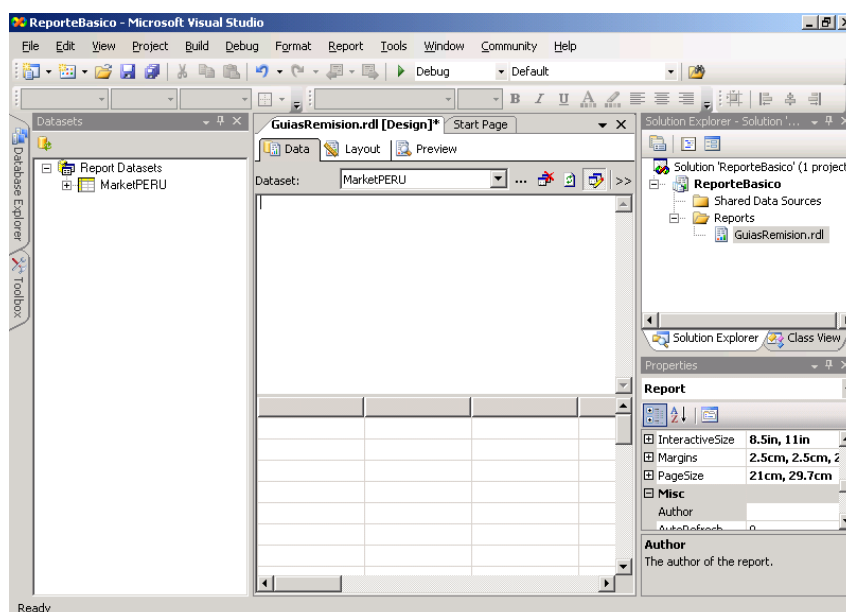 ReporteBasico - Microsoft Visual Studio
File Edit View Project Build Debug Format Report Tools Window Community Help
Debug Default
B I U A
Datasets
Report Datasets
MarketPERU
Database Explorer
Toolbox
GuiasRemision.rdl [Design]* Start Page
Data Layout Preview
Dataset: MarketPERU ... >>
Solution Explorer - Solution '...
Solution 'ReporteBasico' (1 project
ReporteBasico
Shared Data Sources
Reports
GuiasRemision.rdl
Solution Explorer Class View
Properties
Report
InteractiveSize 8.5in, 11in
Margins 2.5cm, 2.5cm, 2
PageSize 21cm, 29.7cm
Misc
Author
AutoRefresh 0
Author
The author of the report.
Ready